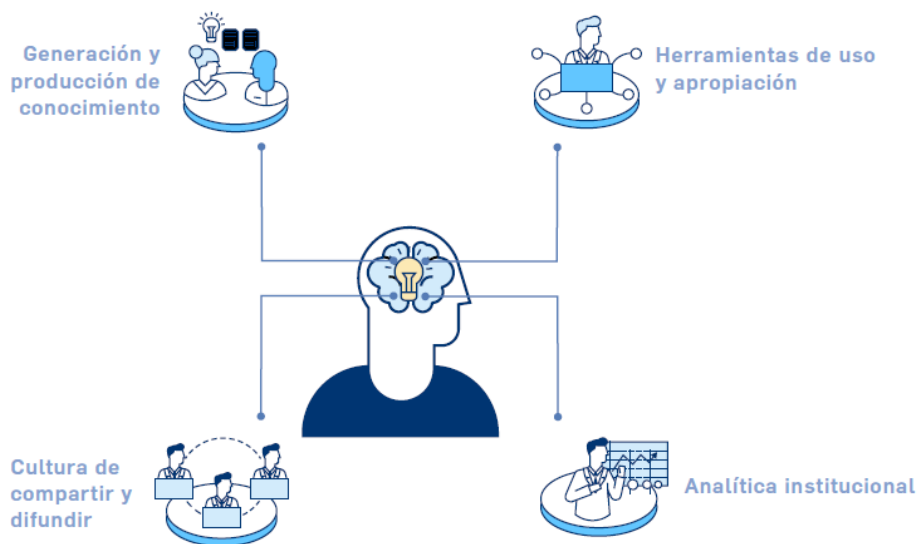 Generación y
producción de
conocimiento
Herramientas de uso
y apropiación
Cultura de
compartir y
difundir
Analítica institucional